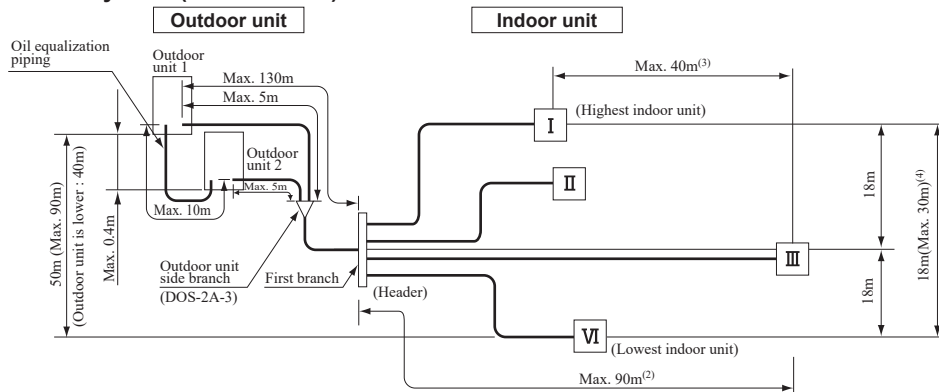 Outdoor unit
Indoor unit
Oil equalization
piping
Outdoor
unit 1
Max. 130m
Max. 5m
Max. 40m(3)
I
(Highest indoor unit)
Outdoor
unit 2
Max. 5m
II
18m
18m(Max. 30m)(4)
50m (Max. 90m)
(Outdoor unit is lower : 40m)
Max. 0.4m
Max. 10m
III
Outdoor unit
side branch
(DOS-2A-3)
First branch
(Header)
18m
VI
(Lowest indoor unit)
Max. 90m(2)